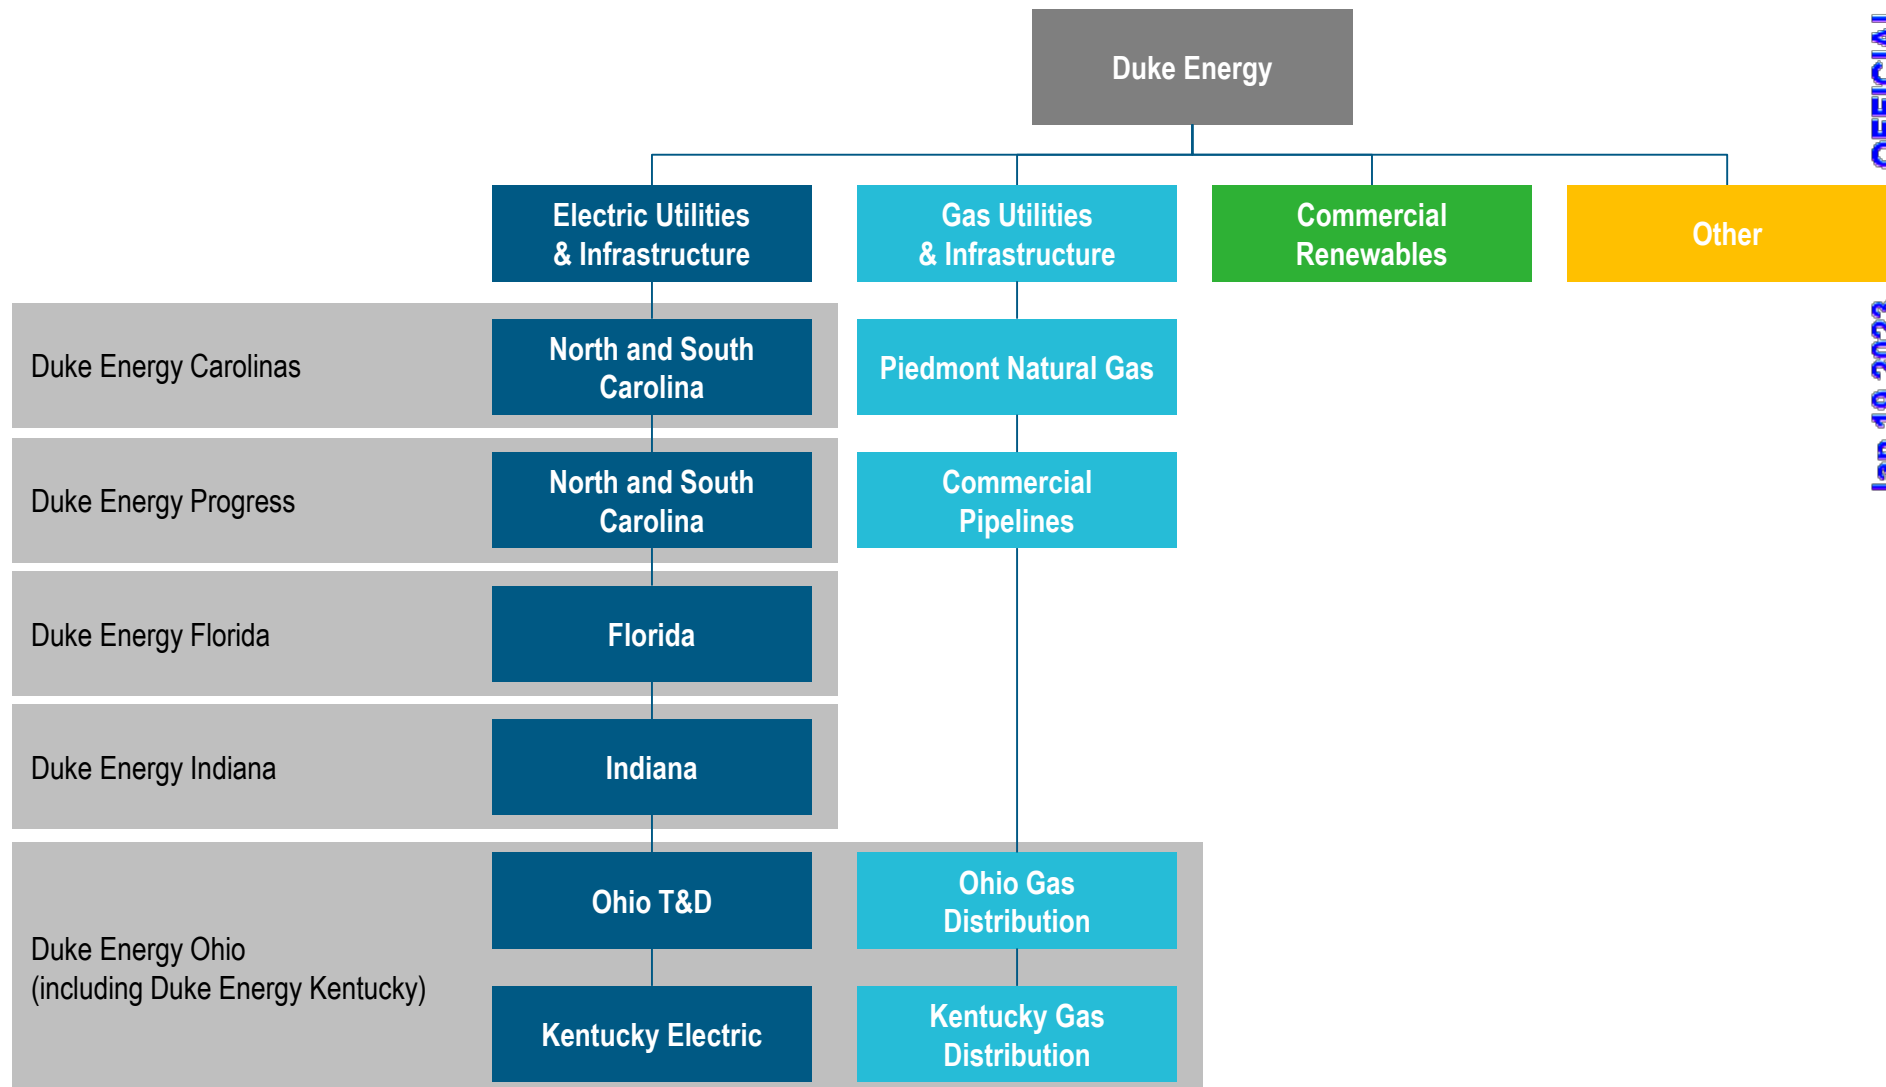 Duke Energy
Electric Utilities
& Infrastructure
Gas Utilities
& Infrastructure
Commercial
Renewables
Other
Duke Energy Carolinas
North and South
Carolina
Piedmont Natural Gas
Duke Energy Progress
North and South
Carolina
Commercial
Pipelines
Duke Energy Florida
Florida
Duke Energy Indiana
Indiana
Duke Energy Ohio
(including Duke Energy Kentucky)
Ohio T&D
Ohio Gas
Distribution
Kentucky Electric
Kentucky Gas
Distribution
OFFICIAL